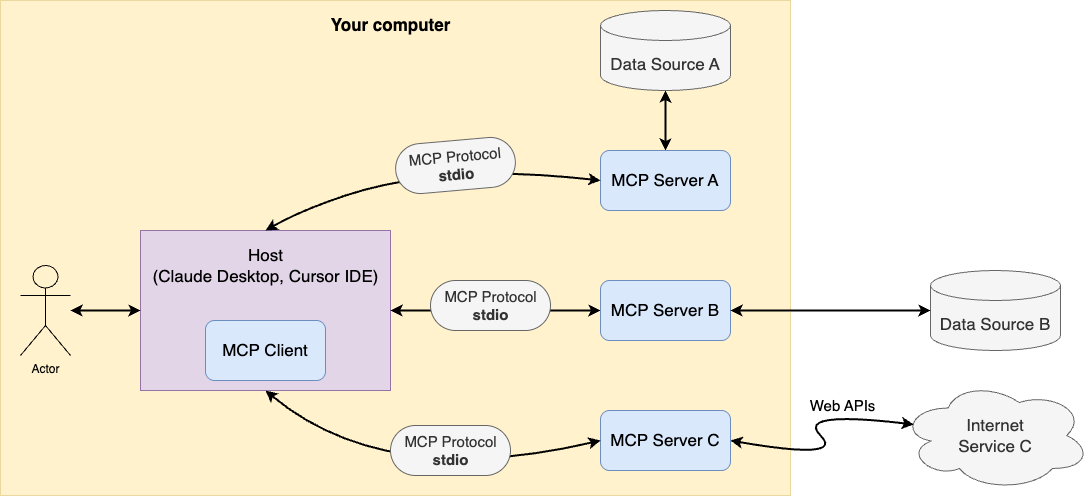 Your computer
Data Source A
MCP Protocol
stdio
MCP Server A
Host
(Claude Desktop, Cursor IDE)
MCP Protocol
stdio
MCP Server B
Data Source B
MCP Client
Actor
Web APIs
MCP Protocol
stdio
MCP Server C
Internet
Service C